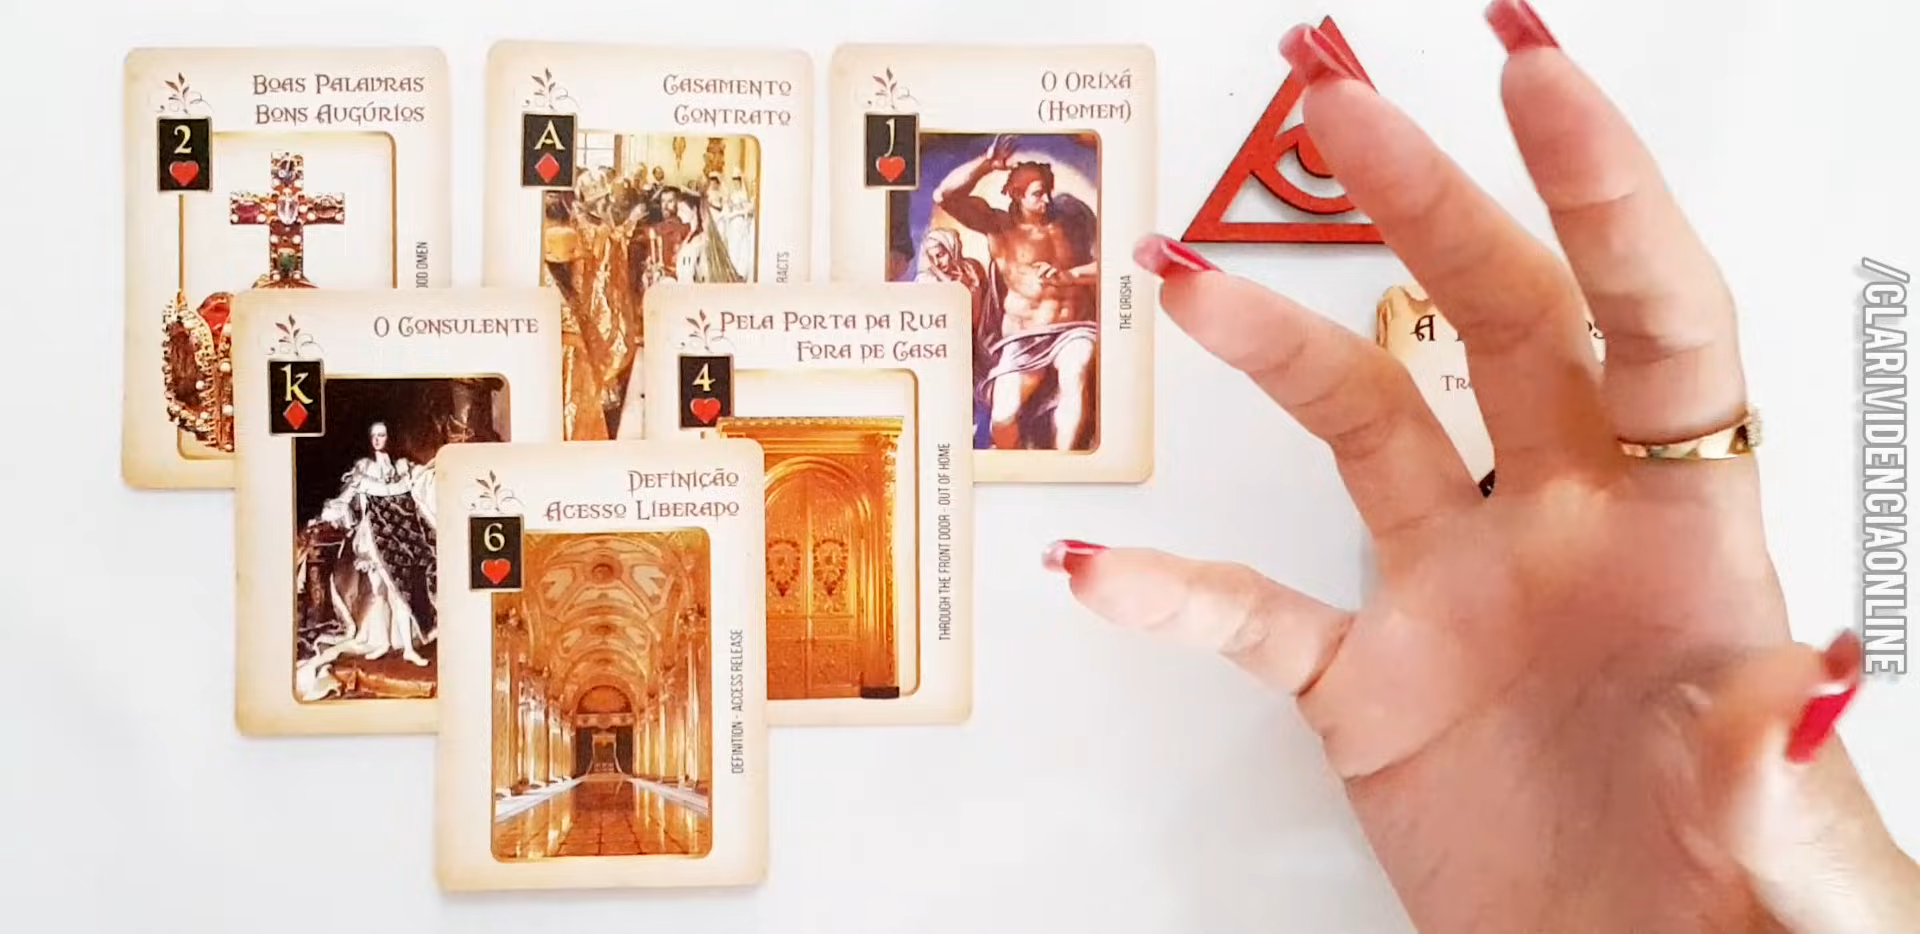 Boas Palavras
Bons Augúrios
2
OOD OMEN
Casamento
Contrato
A
RACTS
O Orixá
(Homem)
J
THE ORISHA
O Consulente
K
Pela Porta da Rua
Fora de Casa
4
THROUGH THE FRONT DOOR - OUT OF HOME
Definição
Acesso Liberado
6
DEFINITION - ACCESS RELEASE
A
/CLARIVIDENCIAONLINE